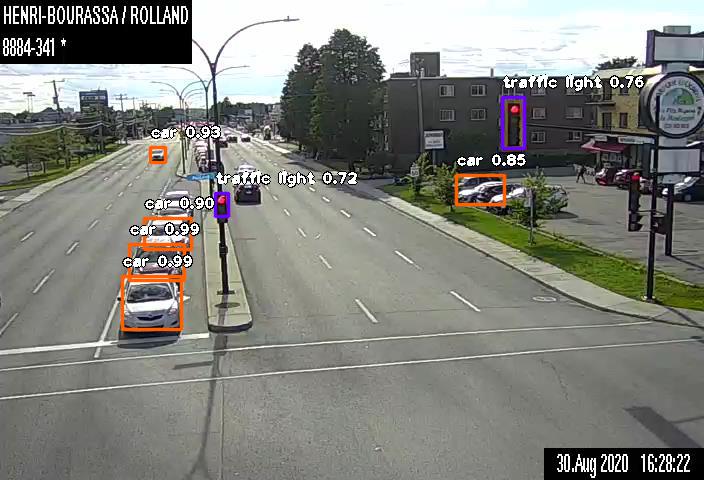 HENRI-BOURASSA / ROLLAND
8884-341 *
traffic light 0.76
car 0.93
car 0.85
traffic light 0.72
car 0.90
car 0.99
car 0.99
30.Aug 2020 16:28:22